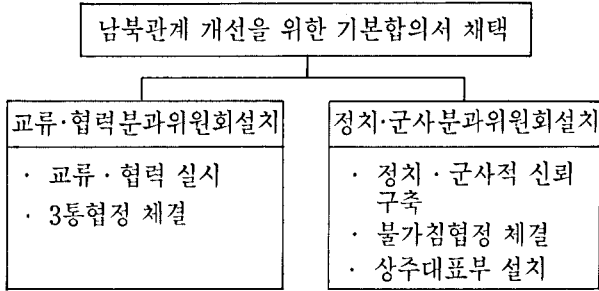 남북관계 개선을 위한 기본합의서 채택
교류·협력분과위원회설치
· 교류 · 협력 실시
· 3통협정 체결
정치·군사분과위원회설치
· 정치 · 군사적 신뢰
구축
· 불가침협정 체결
· 상주대표부 설치